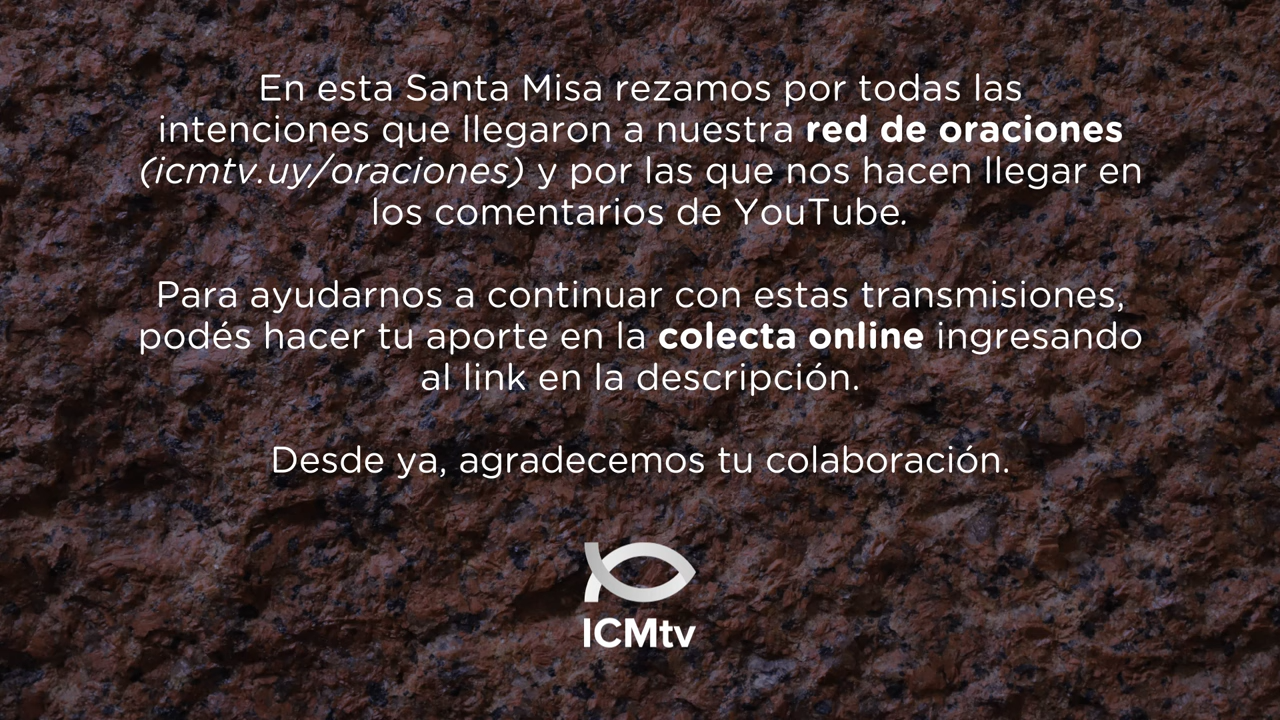 En esta Santa Misa rezamos por todas las
intenciones que llegaron a nuestra red de oraciones
(icmtv.uy/oraciones) y por las que nos hacen llegar en
los comentarios de YouTube.
Para ayudarnos a continuar con estas transmisiones,
podés hacer tu aporte en la colecta online ingresando
al link en la descripción.
Desde ya, agradecemos tu colaboración.
ICMtv